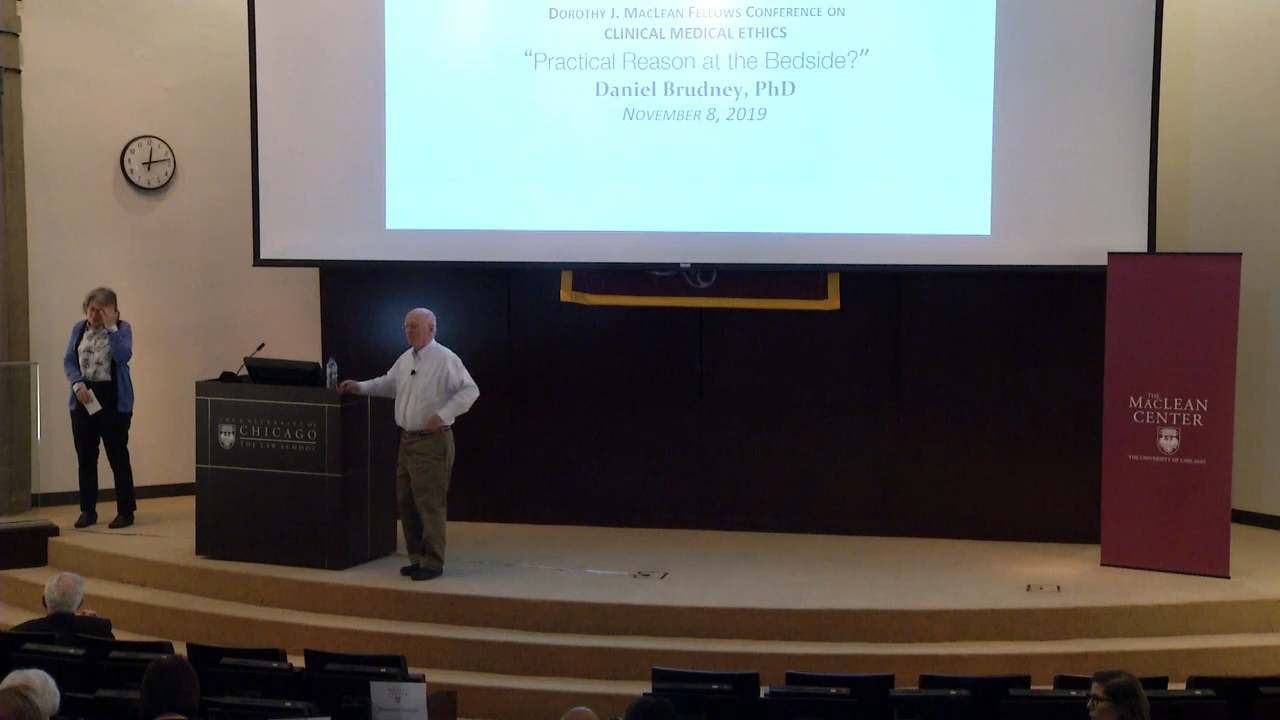 DOROTHY J. MACLEAN FELLOWS CONFERENCE ON
CLINICAL MEDICAL ETHICS
“Practical Reason at the Bedside?”
Daniel Brudney, PhD
NOVEMBER 8, 2019
THE UNIVERSITY OF
CHICAGO
THE LAW SCHOOL
THE
MACLEAN
CENTER
THE UNIVERSITY OF CHICAGO